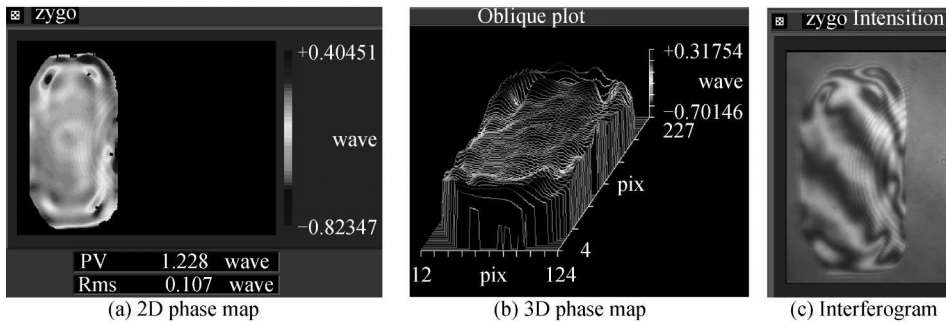 zygo
+0.40451
wave
−0.82347
PV 1.228 wave
Rms 0.107 wave
(a) 2D phase map
Oblique plot
+0.31754
wave
−0.70146
227
pix
4
12 pix 124
(b) 3D phase map
zygo Intensition
(c) Interferogram